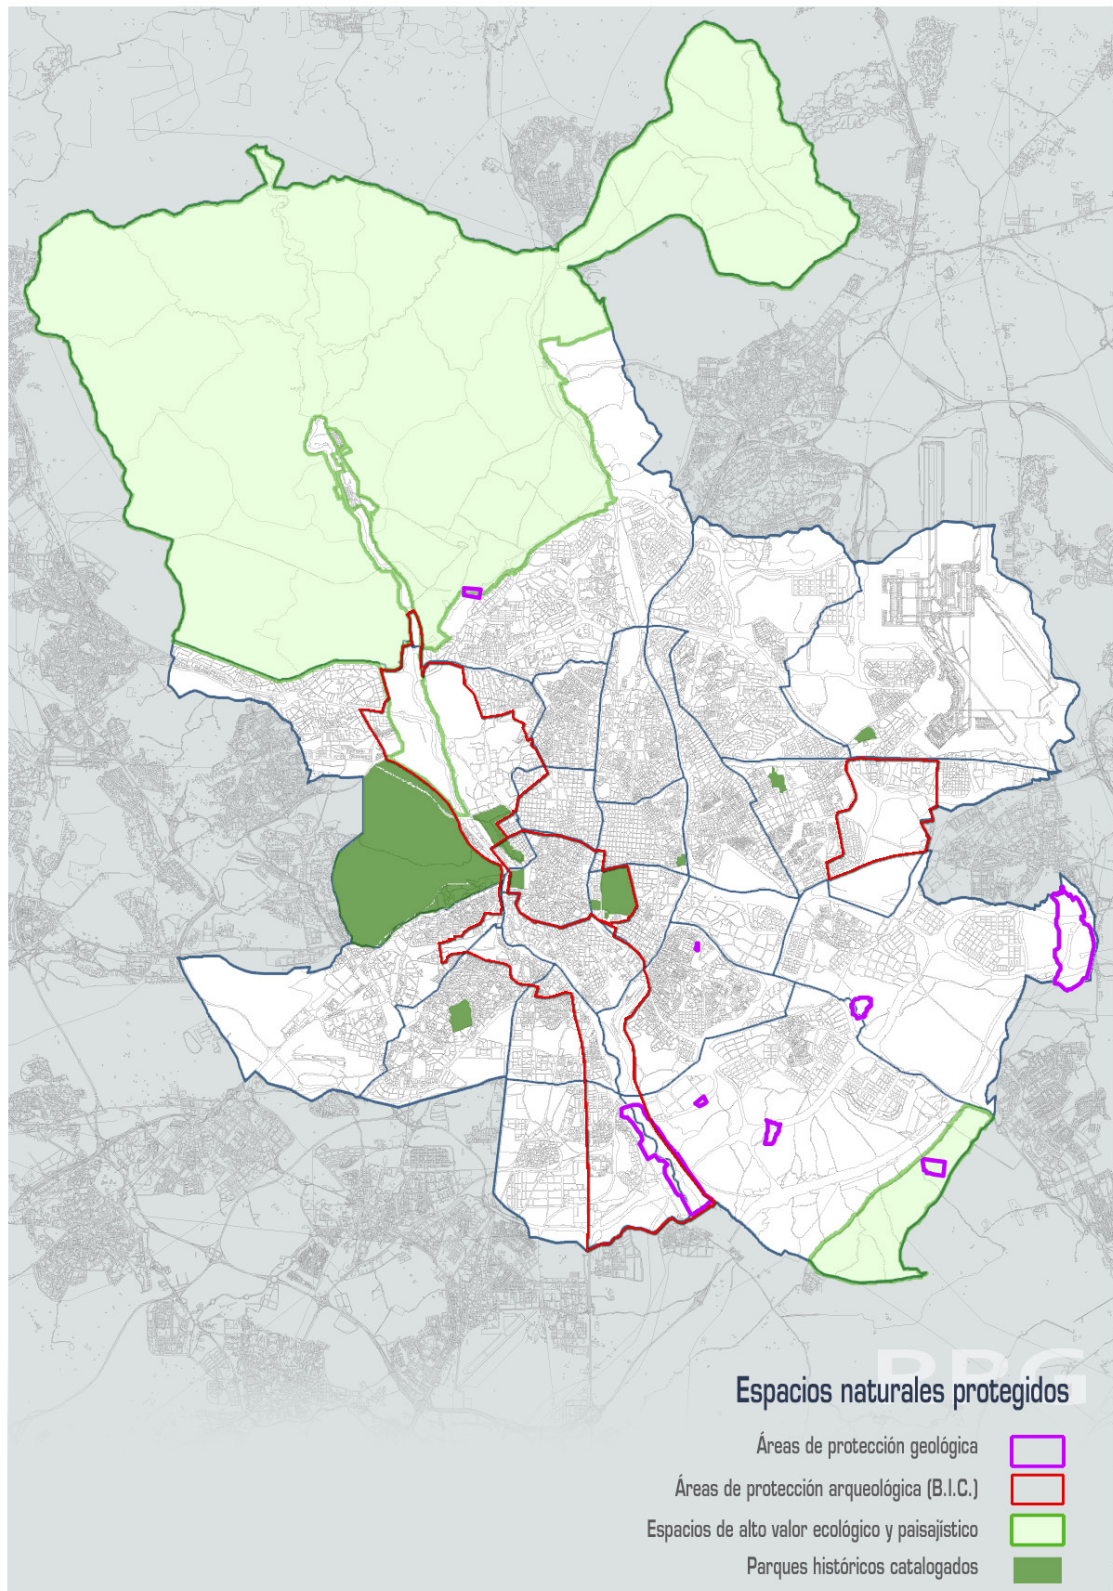 PPG
Espacios naturales protegidos
Áreas de protección geológica
Áreas de protección arqueológica (B.I.C.)
Espacios de alto valor ecológico y paisajístico
Parques históricos catalogados